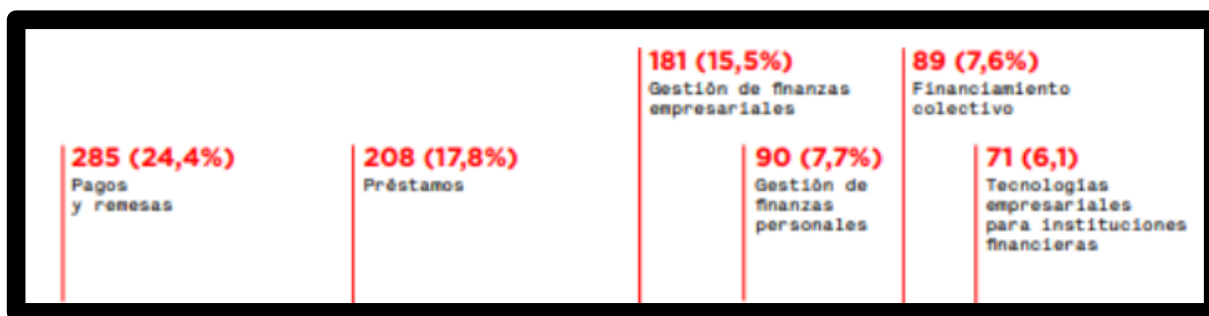 181 (15,5%)
Gestión de finanzas
empresariales
89 (7,6%)
Financiamiento
colectivo
285 (24,4%)
Pagos
y remesas
208 (17,8%)
Préstamos
90 (7,7%)
Gestión de
finanzas
personales
71 (6,1)
Tecnologías
empresariales
para instituciones
financieras